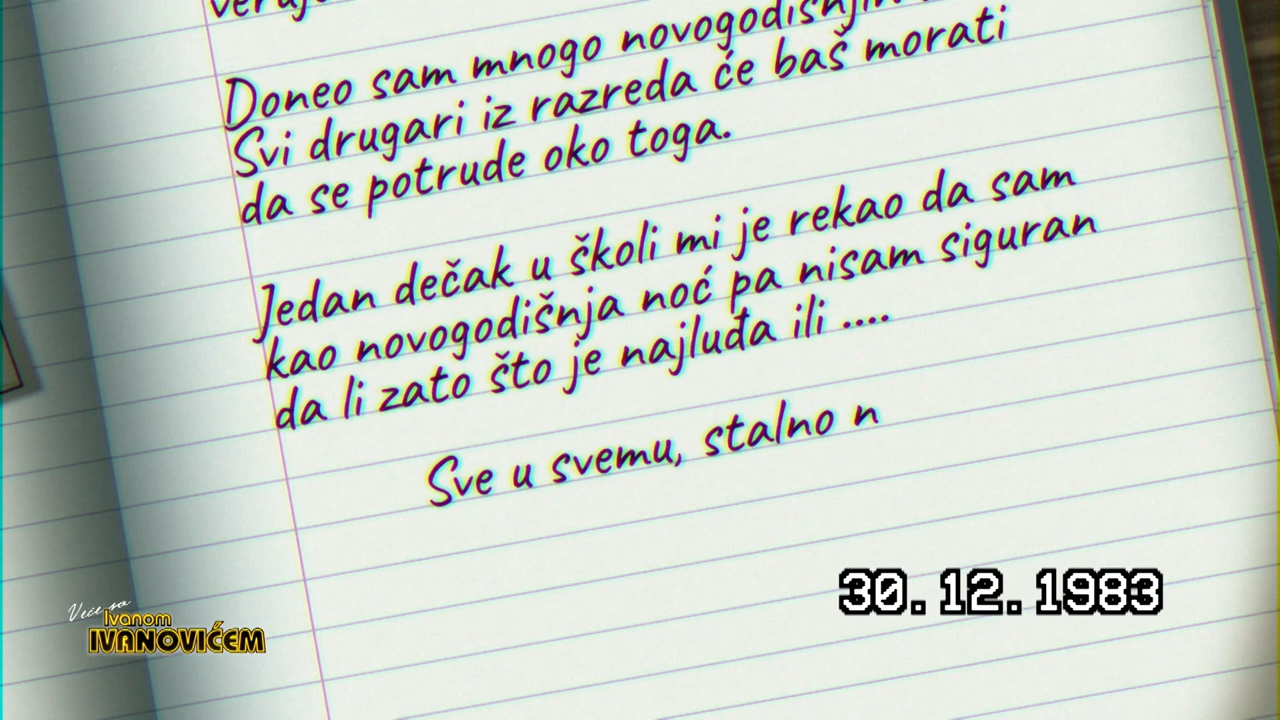 Doneo sam mnogo novogodišnjih
Svi drugari iz razreda će baš morati
da se potrude oko toga.
Jedan dečak u školi mi je rekao da sam
kao novogodišnja noć pa nisam siguran
da li zato što je najluđa ili ....
Sve u svemu, stalno n
30.12.1983
Veče sa
Ivanom
IVANOVIĆEM